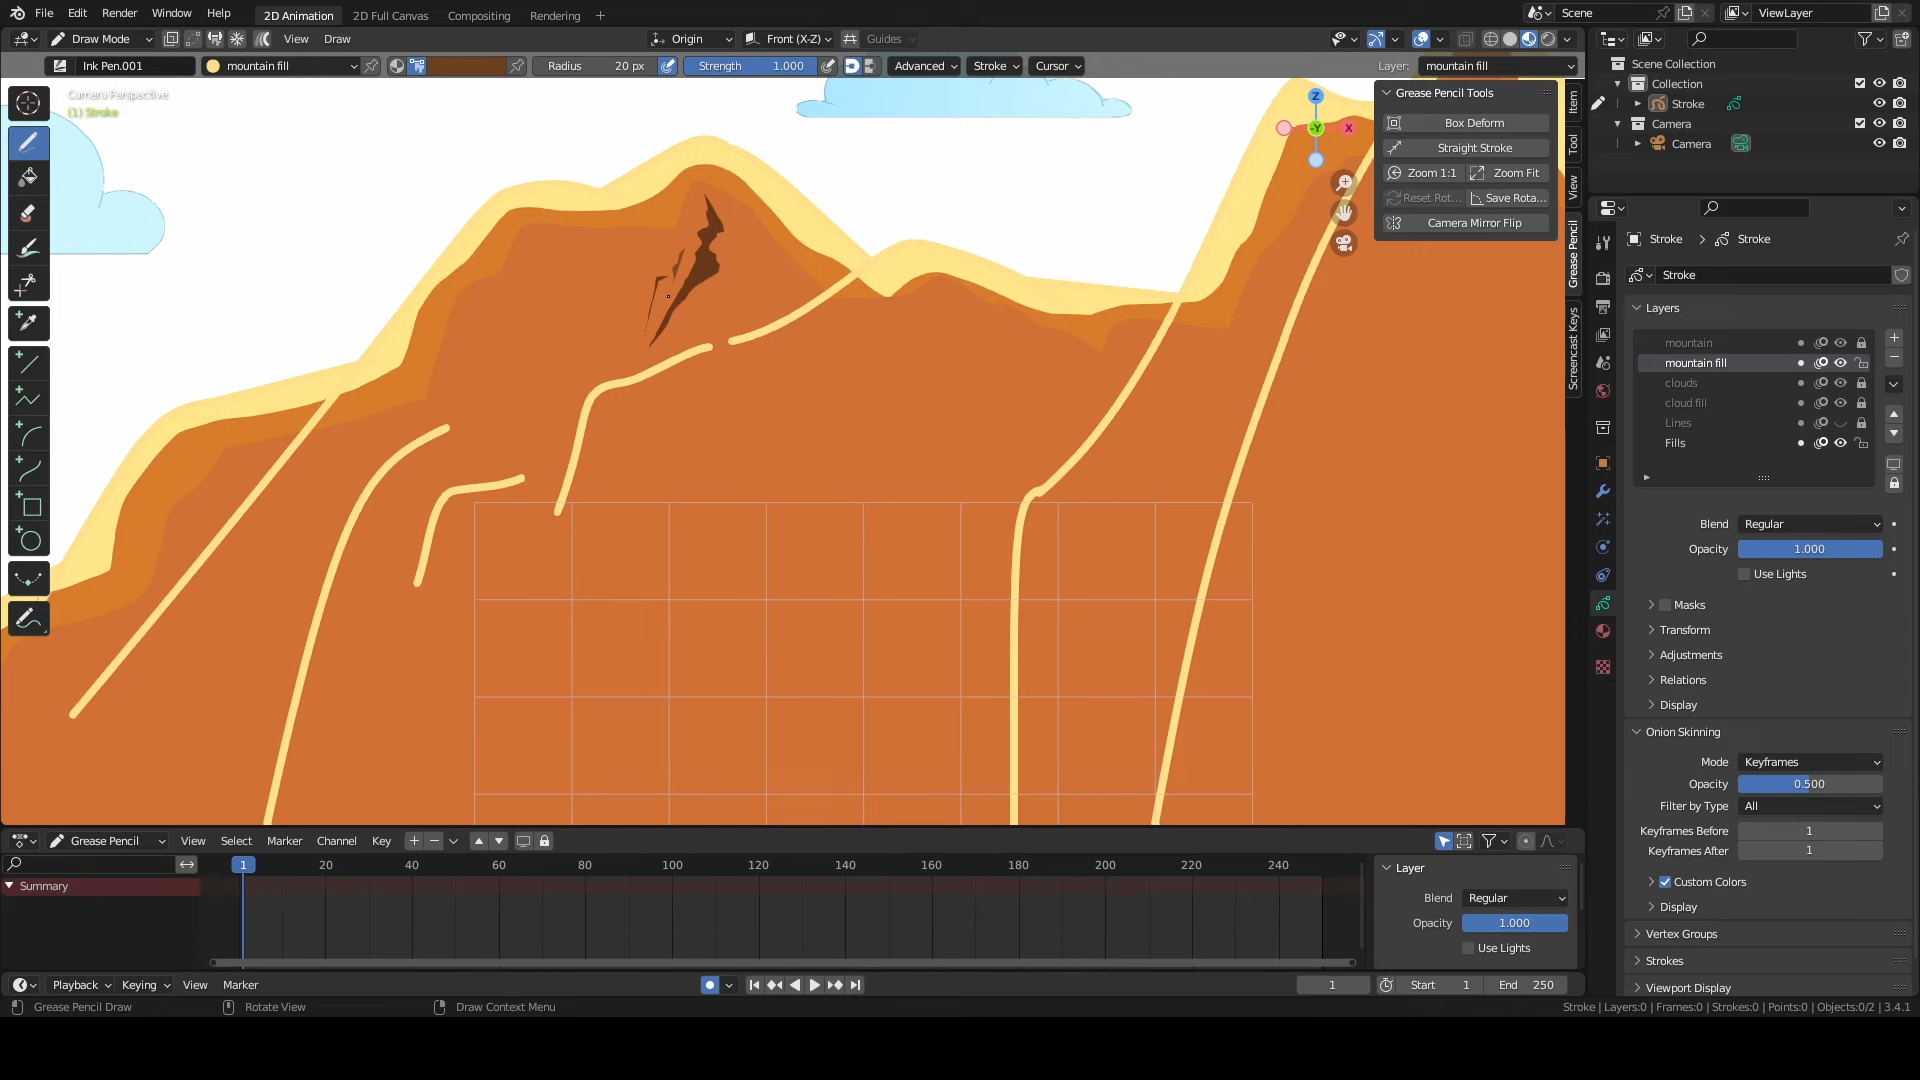 File Edit Render Window Help 2D Animation 2D Full Canvas Compositing Rendering + Scene ViewLayer
Draw Mode View Draw Origin Front (X-Z) Guides
Ink Pen.001 mountain fill Radius 20 px Strength 1.000 Advanced Stroke Cursor Layer: mountain fill
Camera Perspective
(1) Stroke
Z
-Y
X
Grease Pencil Tools
Box Deform
Straight Stroke
Zoom 1:1 Zoom Fit
Reset Rot... Save Rota...
Camera Mirror Flip
Item
Tool
View
Grease Pencil
Screencast Keys
Scene Collection
Collection
Stroke
Camera
Camera
Stroke Stroke
Stroke
Layers
mountain
mountain fill
clouds
cloud fill
Lines
Fills
Blend Regular
Opacity 1.000
Use Lights
Masks
Transform
Adjustments
Relations
Display
Onion Skinning
Mode Keyframes
Opacity 0.500
Filter by Type All
Keyframes Before 1
Keyframes After 1
Custom Colors
Display
Vertex Groups
Strokes
Viewport Display
Grease Pencil View Select Marker Channel Key
1 20 40 60 80 100 120 140 160 180 200 220 240
Summary
Layer
Blend Regular
Opacity 1.000
Use Lights
Playback Keying View Marker 1 Start 1 End 250
Grease Pencil Draw Rotate View Draw Context Menu Stroke | Layers:0 | Frames:0 | Strokes:0 | Points:0 | Objects:0/2 | 3.4.1